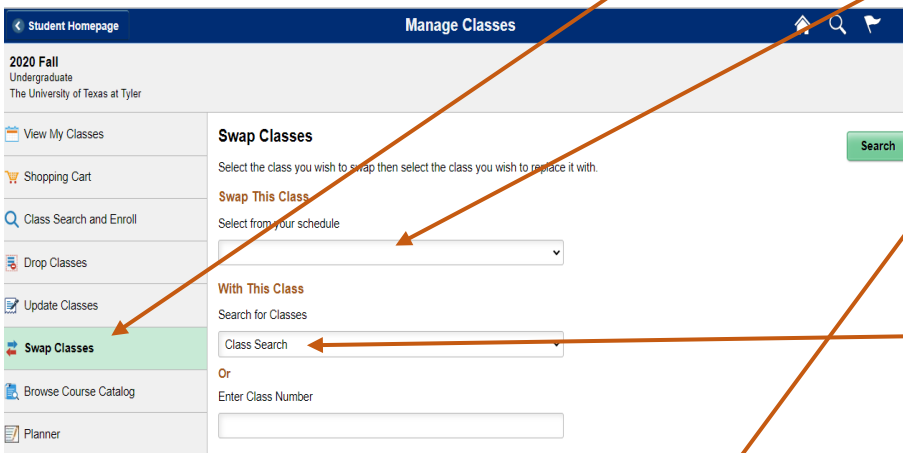 Student Homepage
Manage Classes
2020 Fall
Undergraduate
The University of Texas at Tyler
View My Classes
Shopping Cart
Class Search and Enroll
Drop Classes
Update Classes
Swap Classes
Browse Course Catalog
Planner
Swap Classes
Search
Select the class you wish to swap then select the class you wish to replace it with.
Swap This Class
Select from your schedule
With This Class
Search for Classes
Class Search
Or
Enter Class Number